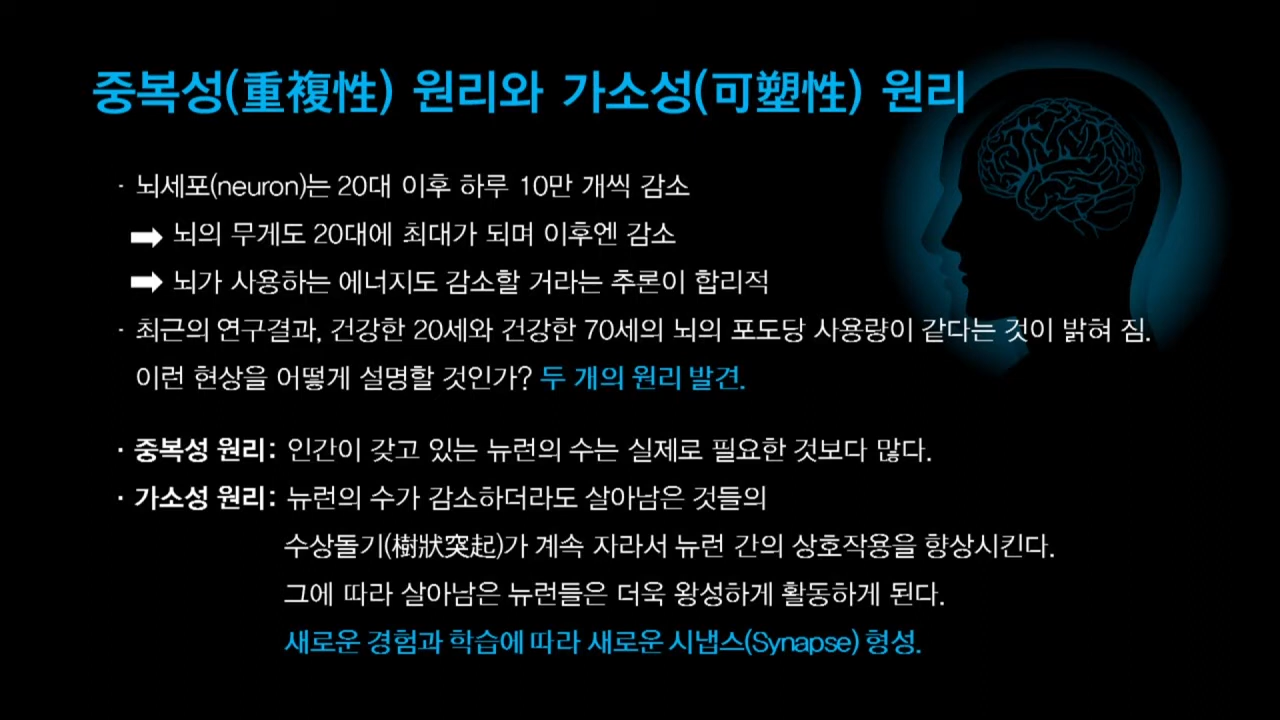 중복성(重複性) 원리와 가소성(可塑性) 원리
· 뇌세포(neuron)는 20대 이후 하루 10만 개씩 감소
➡ 뇌의 무게도 20대에 최대가 되며 이후엔 감소
➡ 뇌가 사용하는 에너지도 감소할 거라는 추론이 합리적
· 최근의 연구결과, 건강한 20세와 건강한 70세의 뇌의 포도당 사용량이 같다는 것이 밝혀 짐.
이런 현상을 어떻게 설명할 것인가? 두 개의 원리 발견.
· 중복성 원리: 인간이 갖고 있는 뉴런의 수는 실제로 필요한 것보다 많다.
· 가소성 원리: 뉴런의 수가 감소하더라도 살아남은 것들의
수상돌기(樹狀突起)가 계속 자라서 뉴런 간의 상호작용을 향상시킨다.
그에 따라 살아남은 뉴런들은 더욱 왕성하게 활동하게 된다.
새로운 경험과 학습에 따라 새로운 시냅스(Synapse) 형성.